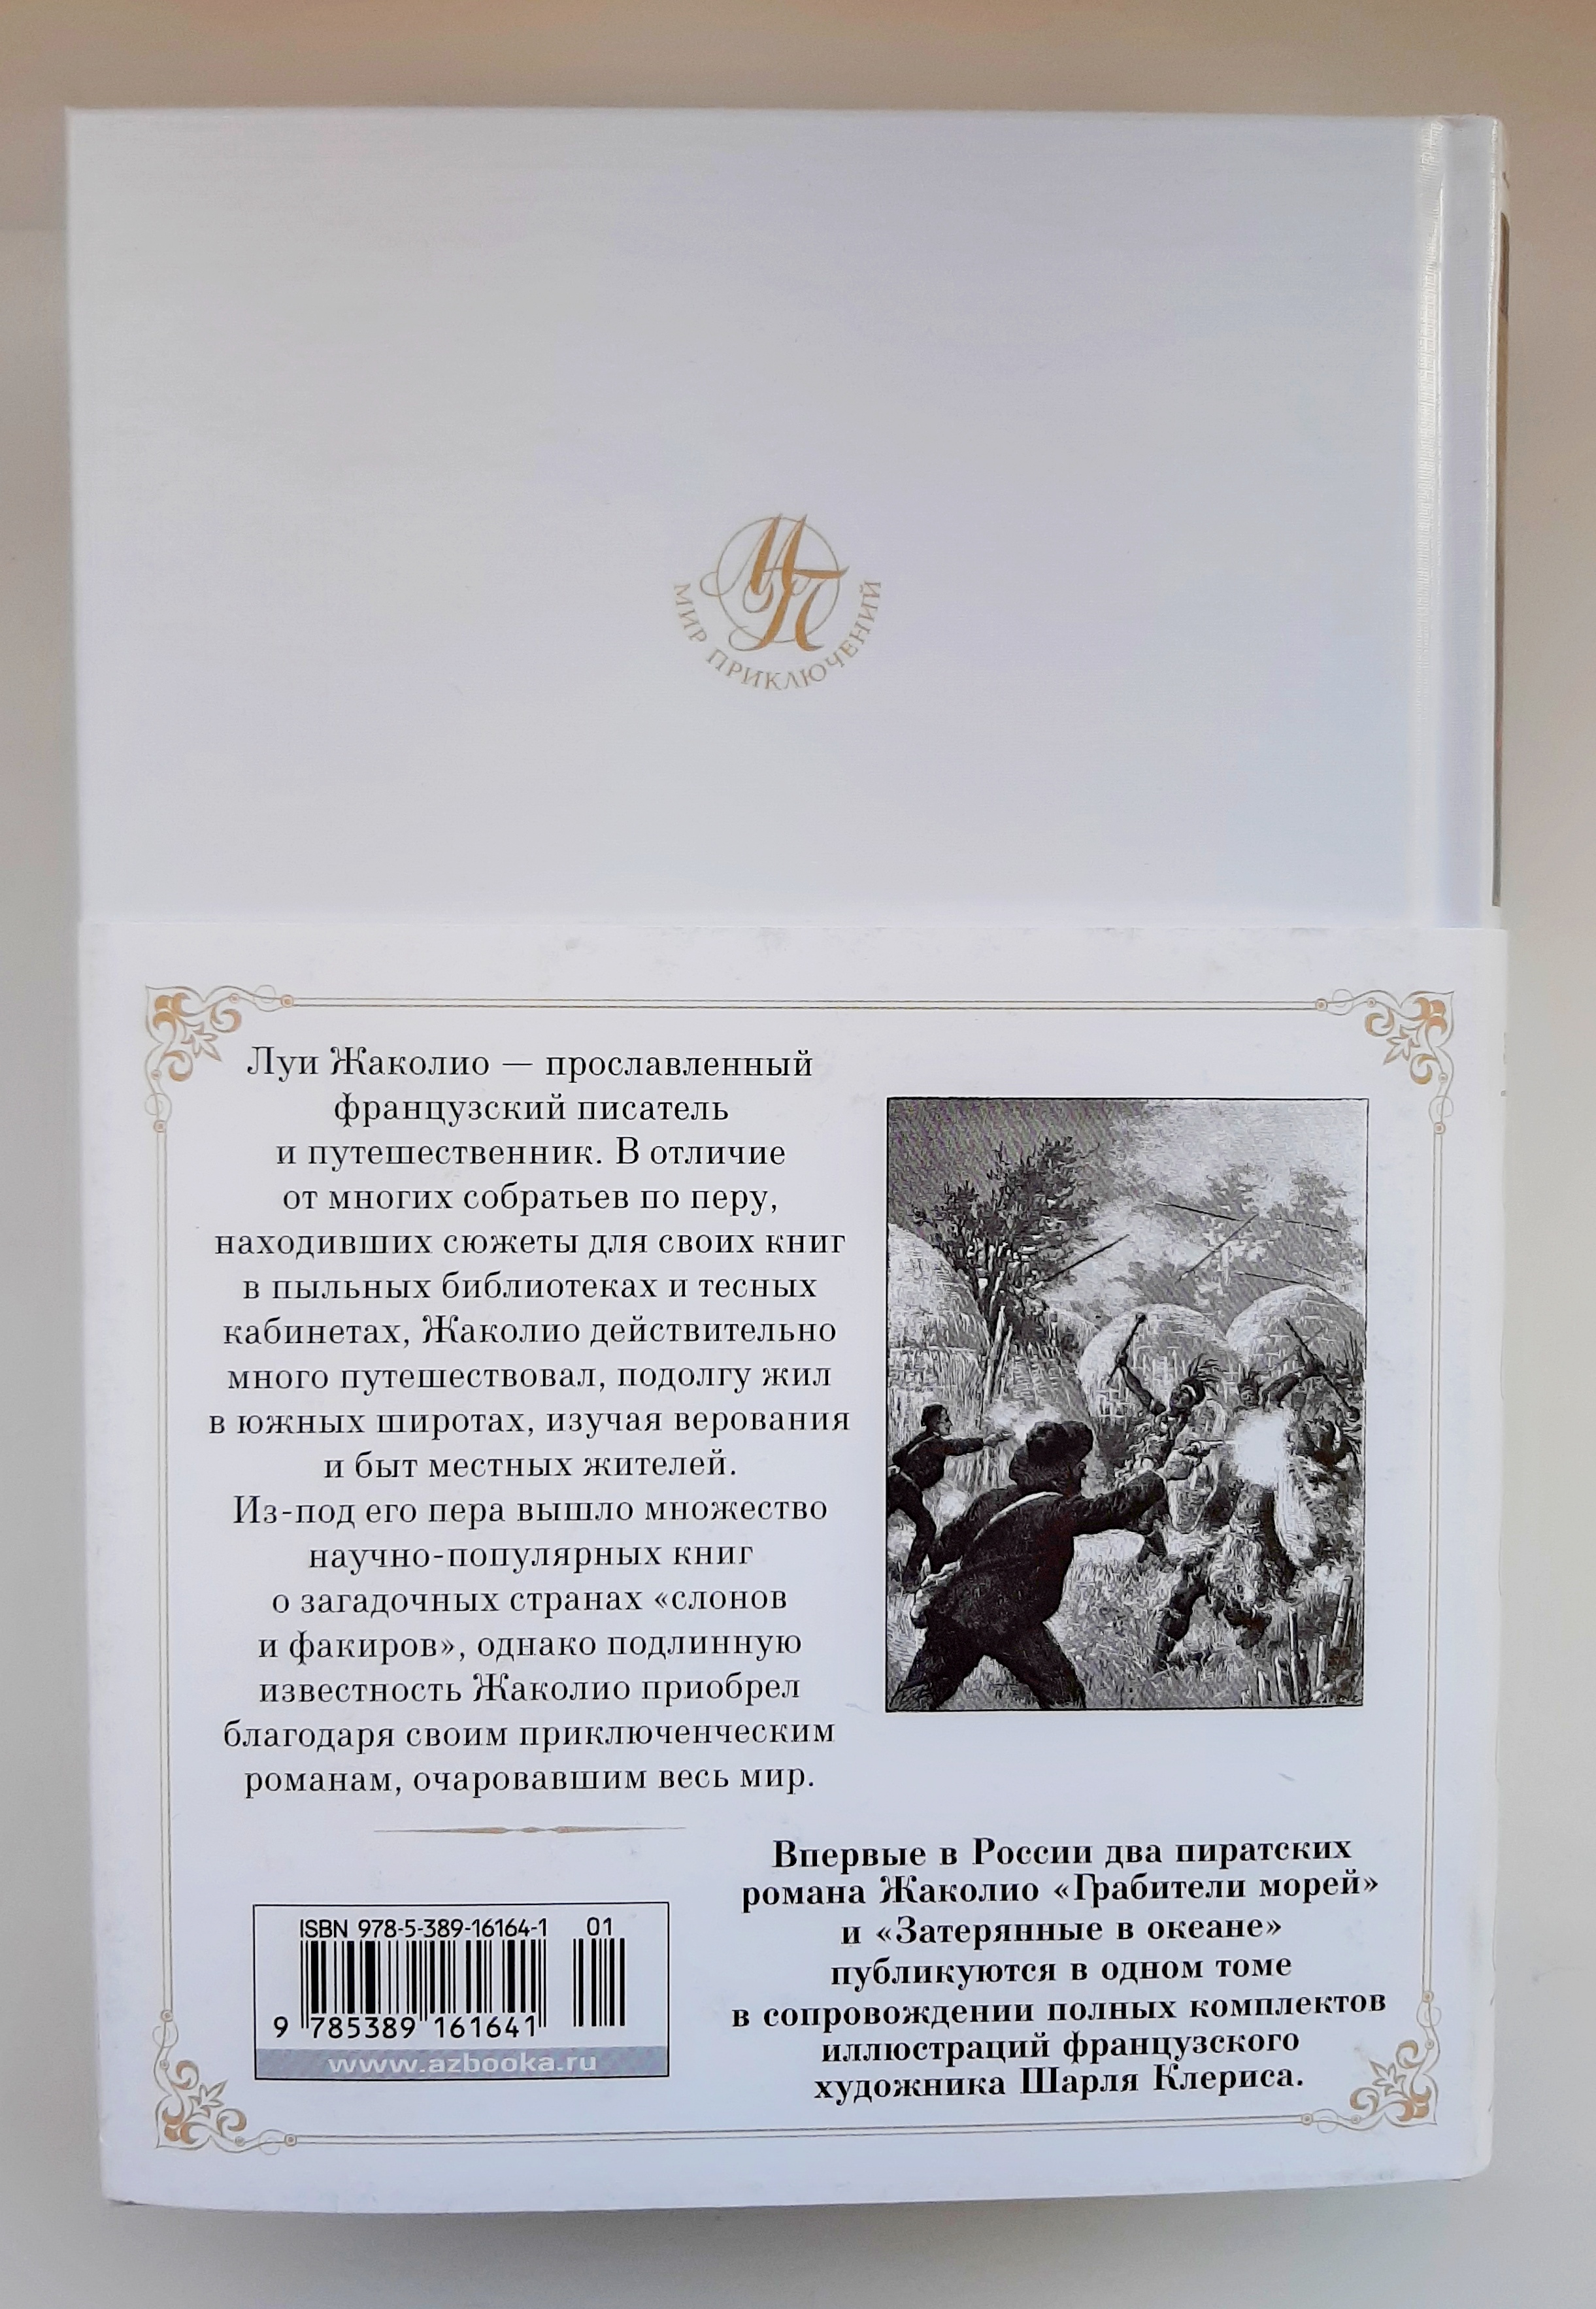 МП
МИР ПРИКЛЮЧЕНИЙ
Луи Жаколио — прославленный
французский писатель
и путешественник. В отличие
от многих собратьев по перу,
находивших сюжеты для своих книг
в пыльных библиотеках и тесных
кабинетах, Жаколио действительно
много путешествовал, подолгу жил
в южных широтах, изучая верования
и быт местных жителей.
Из-под его пера вышло множество
научно-популярных книг
о загадочных странах «слонов
и факиров», однако подлинную
известность Жаколио приобрел
благодаря своим приключенческим
романам, очаровавшим весь мир.
Впервые в России два пиратских
романа Жаколио «Грабители морей»
и «Затерянные в океане»
публикуются в одном томе
в сопровождении полных комплектов
иллюстраций французского
художника Шарля Клериса.
ISBN 978-5-389-16164-1 01
9 785389 161641
www.azbooka.ru